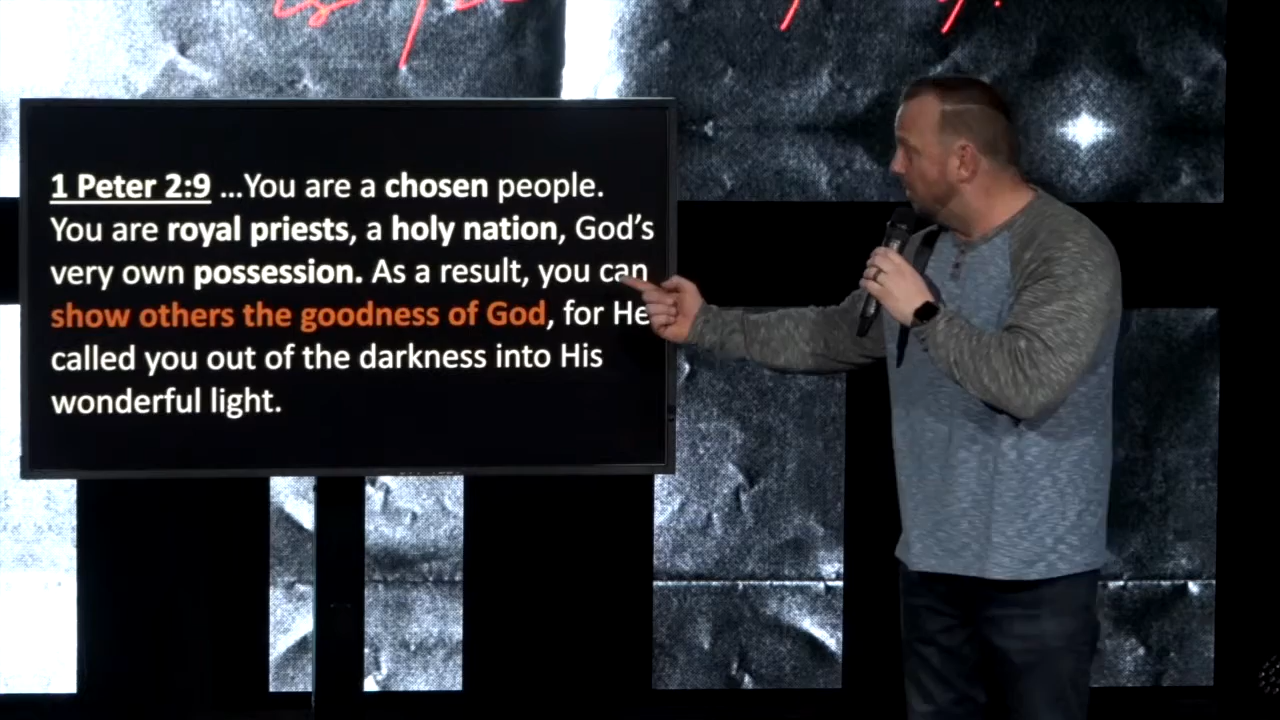 is
1 Peter 2:9 ...You are a chosen people.
You are royal priests, a holy nation, God's
very own possession. As a result, you can
show others the goodness of God, for He
called you out of the darkness into His
wonderful light.